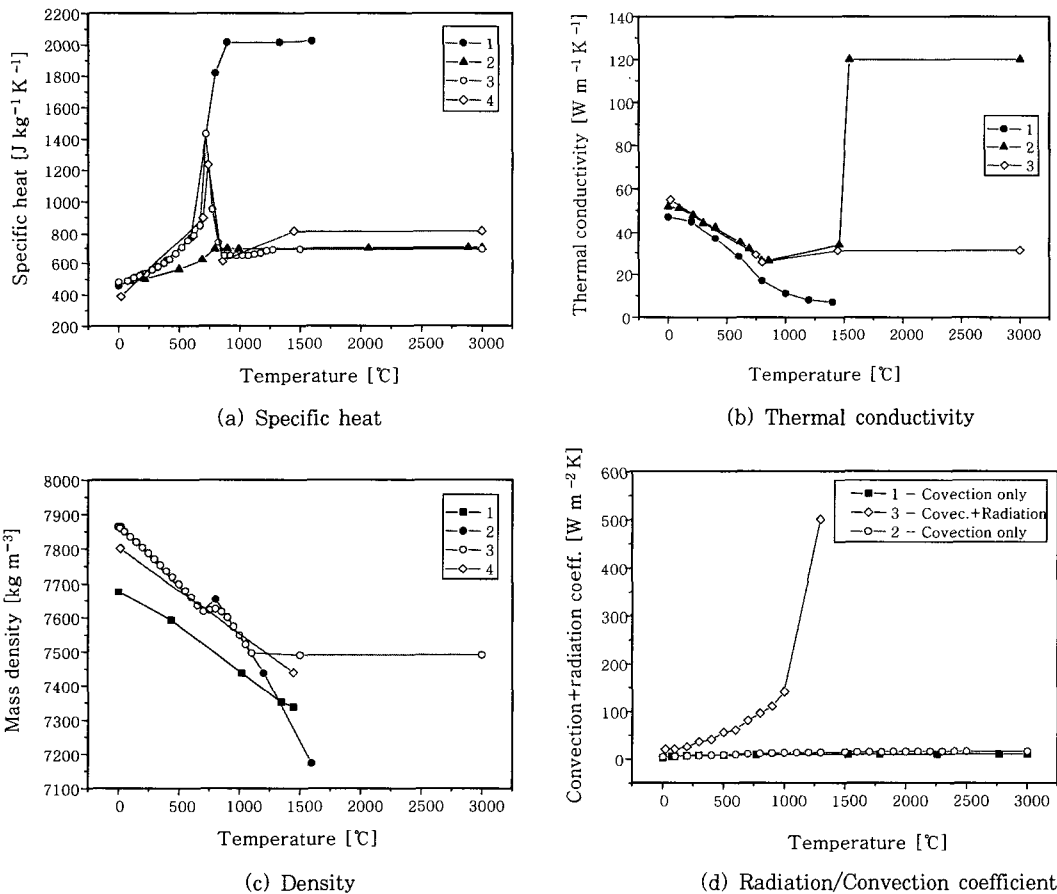 2200
2000
1800
1600
1400
1200
1000
800
600
400
200
Specific heat [J kg⁻¹ K⁻¹]
1
2
3
4
0 500 1000 1500 2000 2500 3000
Temperature [℃]
(a) Specific heat
140
120
100
80
60
40
20
0
Thermal conductivity [W m⁻¹ K⁻¹]
1
2
3
0 500 1000 1500 2000 2500 3000
Temperature [℃]
(b) Thermal conductivity
8000
7900
7800
7700
7600
7500
7400
7300
7200
7100
Mass density [kg m⁻³]
1
2
3
4
0 500 1000 1500 2000 2500 3000
Temperature [℃]
(c) Density
600
500
400
300
200
100
0
Convection+radiation coeff. [W m⁻² K]
1 - Covection only
3 - Covec.+Radiation
2 - Covection only
0 500 1000 1500 2000 2500 3000
Temperature [℃]
(d) Radiation/Convection coefficient